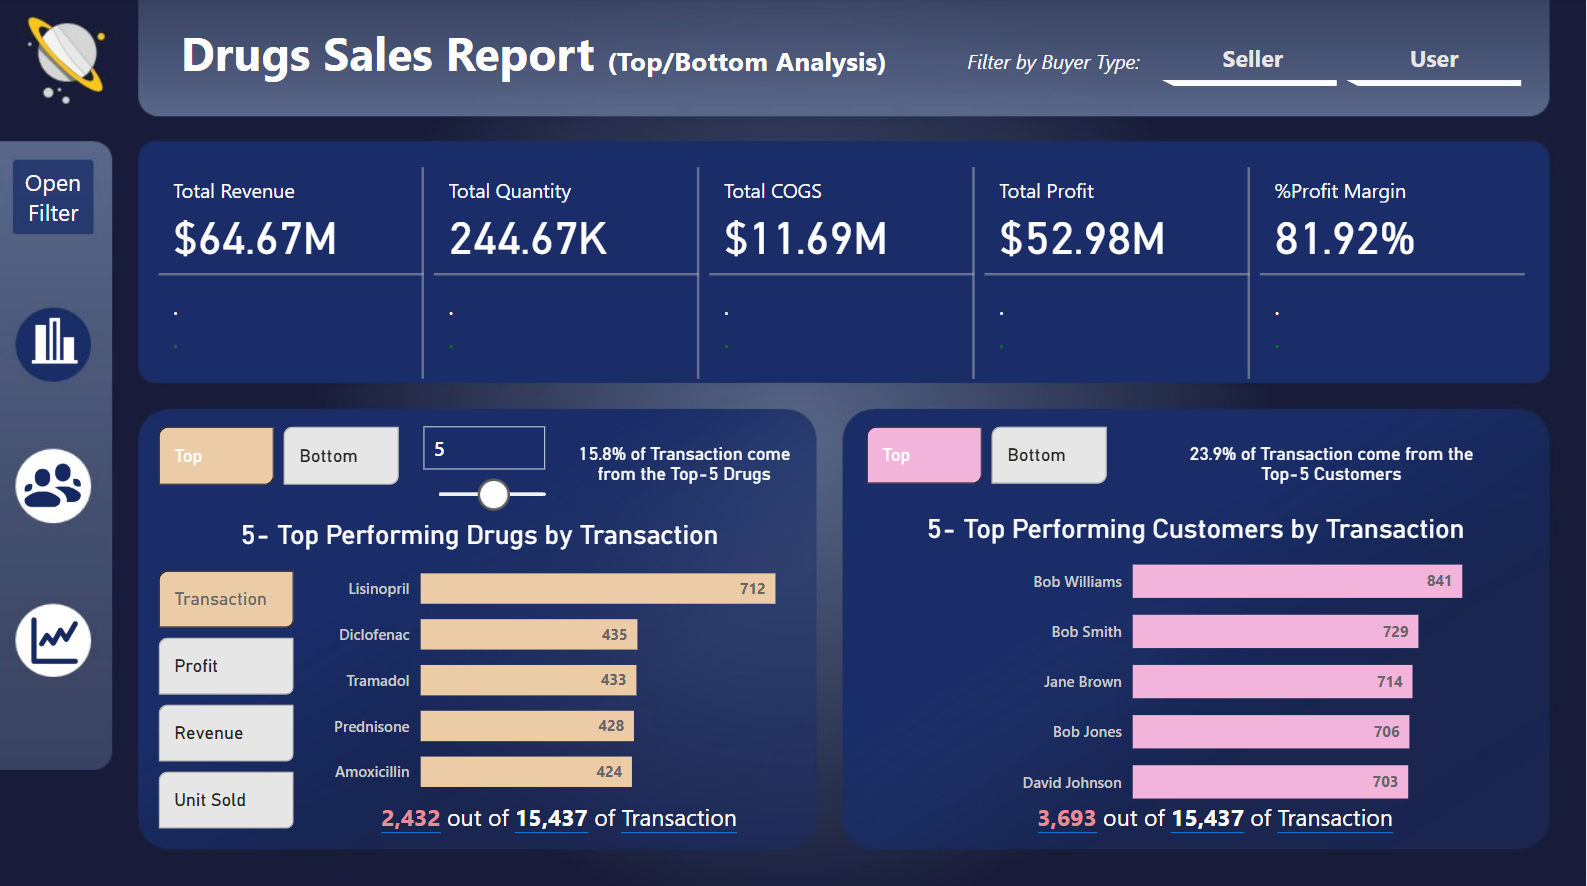 Drugs Sales Report (Top/Bottom Analysis)
Filter by Buyer Type:
Seller
User
Open
Filter
Total Revenue
$64.67M
.
.
Total Quantity
244.67K
.
.
Total COGS
$11.69M
.
.
Total Profit
$52.98M
.
.
%Profit Margin
81.92%
.
.
Top
Bottom
5
15.8% of Transaction come
from the Top-5 Drugs
5- Top Performing Drugs by Transaction
Transaction
Profit
Revenue
Unit Sold
Lisinopril 712
Diclofenac 435
Tramadol 433
Prednisone 428
Amoxicillin 424
2,432 out of 15,437 of Transaction
Top
Bottom
23.9% of Transaction come from the
Top-5 Customers
5- Top Performing Customers by Transaction
Bob Williams 841
Bob Smith 729
Jane Brown 714
Bob Jones 706
David Johnson 703
3,693 out of 15,437 of Transaction